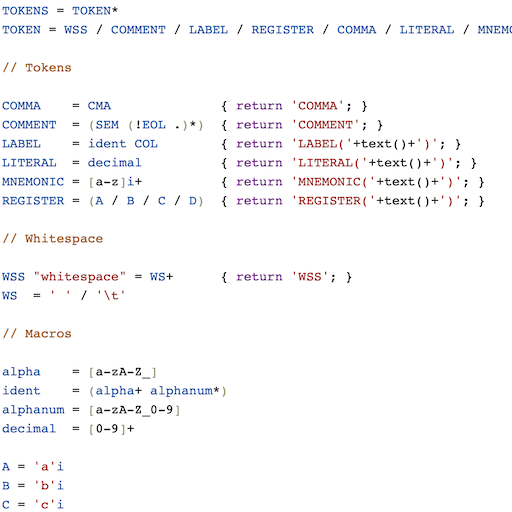 TOKENS = TOKEN*
TOKEN = WSS / COMMENT / LABEL / REGISTER / COMMA / LITERAL / MNEMO
// Tokens
COMMA    = CMA              { return 'COMMA'; }
COMMENT  = (SEM (!EOL .)*)  { return 'COMMENT'; }
LABEL    = ident COL        { return 'LABEL('+text()+')'; }
LITERAL  = decimal          { return 'LITERAL('+text()+')'; }
MNEMONIC = [a-z]i+          { return 'MNEMONIC('+text()+')'; }
REGISTER = (A / B / C / D)  { return 'REGISTER('+text()+')'; }
// Whitespace
WSS "whitespace" = WS+      { return 'WSS'; }
WS  = ' ' / '\t'
// Macros
alpha    = [a-zA-Z_]
ident    = (alpha+ alphanum*)
alphanum = [a-zA-Z_0-9]
decimal  = [0-9]+
A = 'a'i
B = 'b'i
C = 'c'i